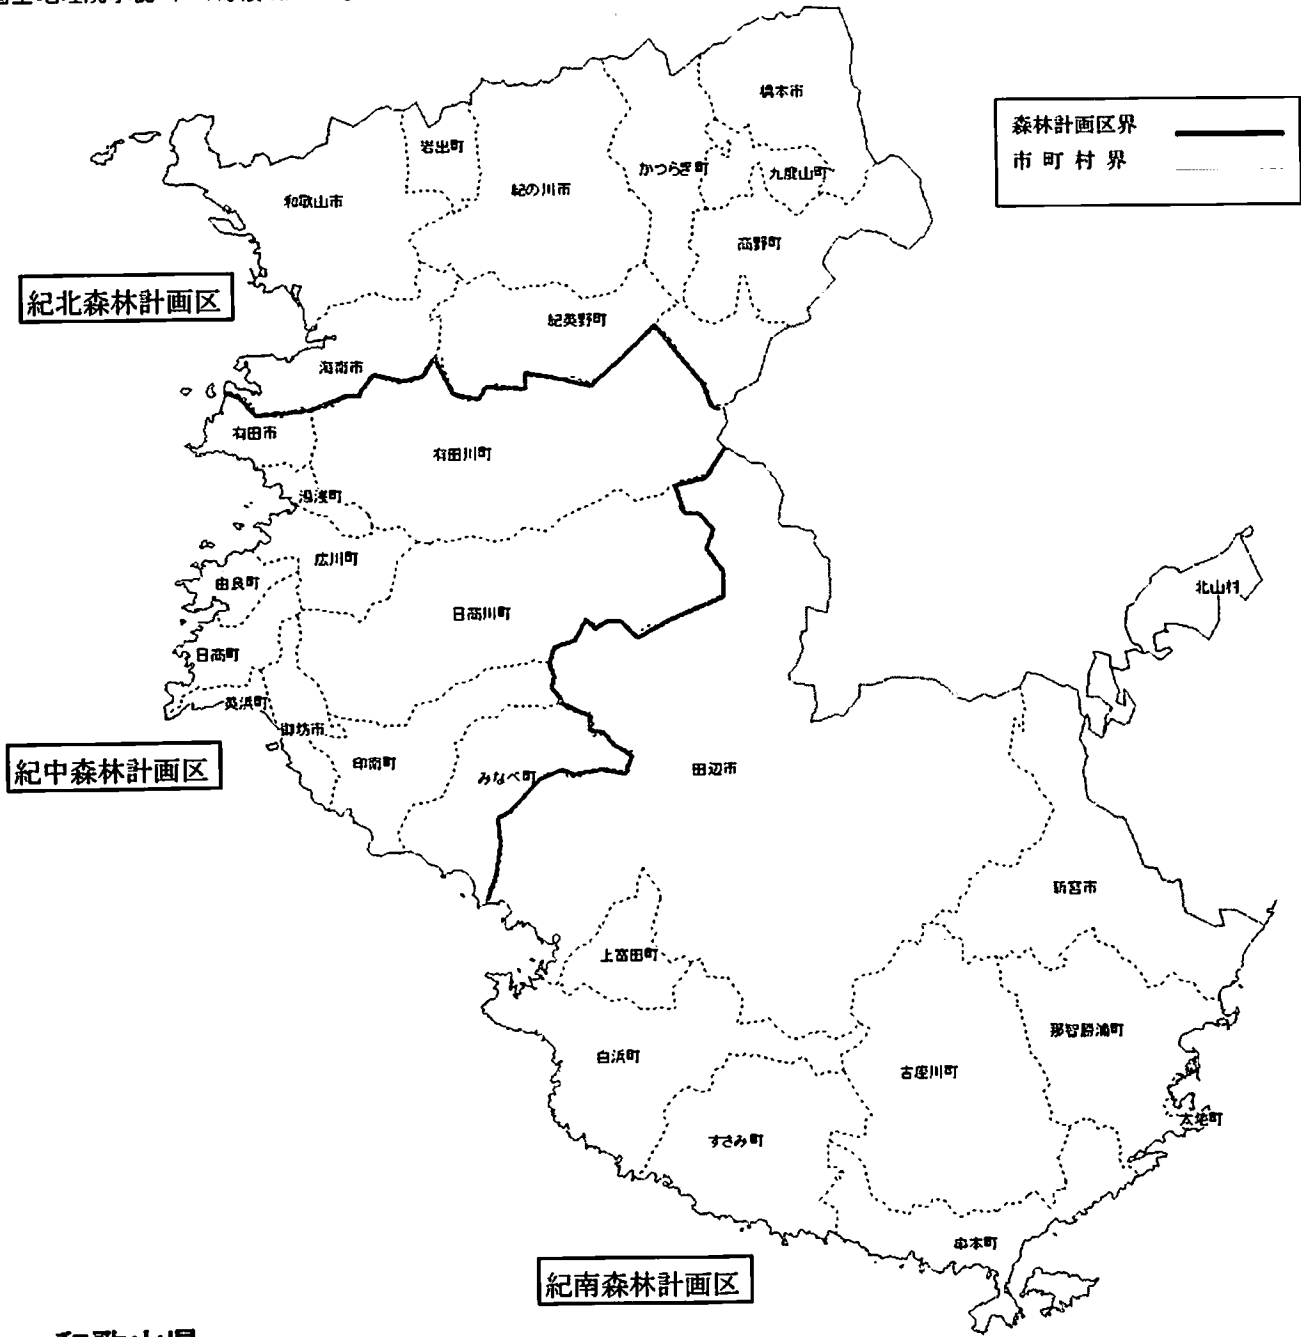 森林計画区界
市町村界
橋本市
岩出町
かつらぎ町
九度山町
紀の川市
和歌山市
高野町
紀北森林計画区
紀美野町
海南市
有田市
有田川町
湯浅町
広川町
由良町
北山村
日高川町
日高町
美浜町
御坊市
紀中森林計画区
印南町
みなべ町
田辺市
新宮市
上富田町
那智勝浦町
白浜町
古座川町
太地町
すさみ町
串本町
紀南森林計画区